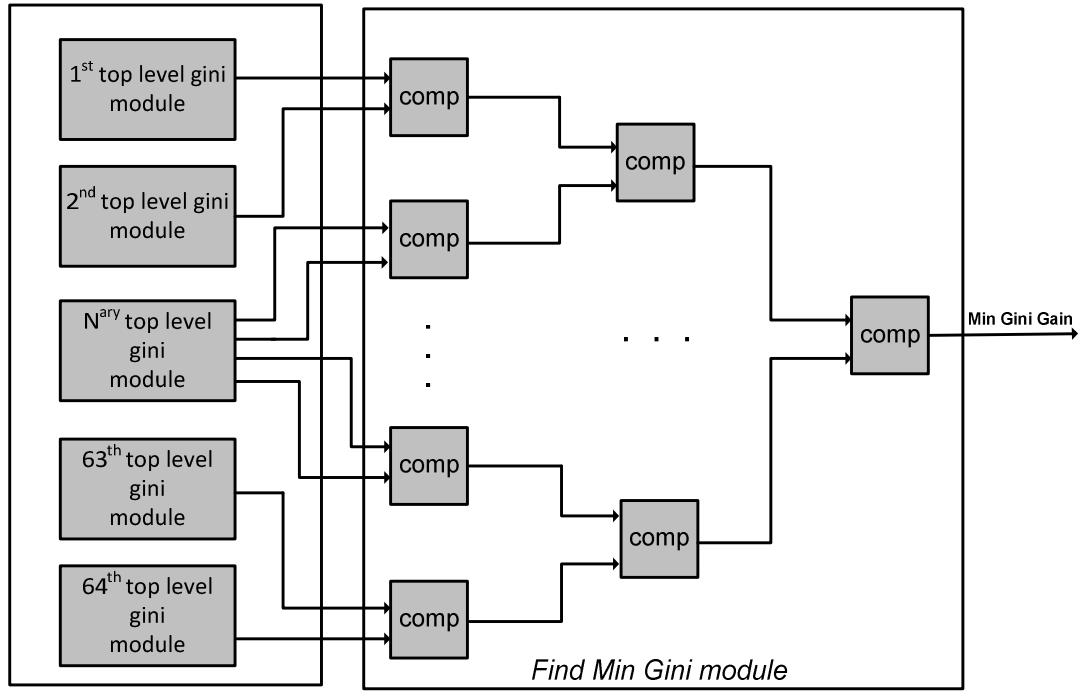 1st top level gini
module
2nd top level gini
module
Nary top level
gini
module
63th top level
gini
module
64th top level
gini
module
comp
comp
comp
comp
comp
comp
comp
. . .
Min Gini Gain
Find Min Gini module